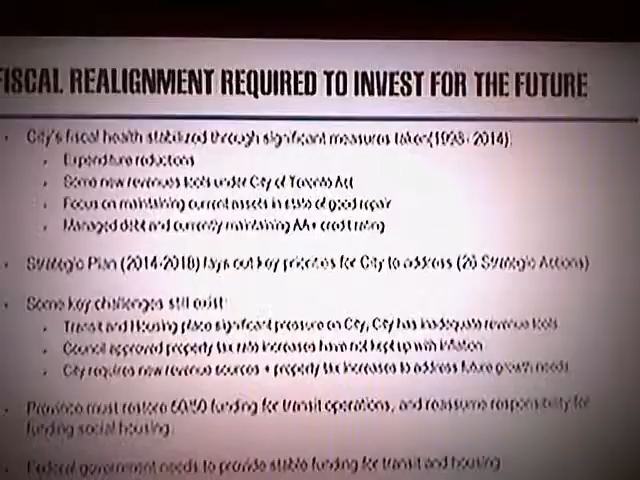 FISCAL REALIGNMENT REQUIRED TO INVEST FOR THE FUTURE
• City's fiscal health stabilized through significant measures taken(1998- 2014):
• Expenditure reductions
• Some new revenues tools under City of Toronto Act
• Focus on maintaining current assets in state of good repair
• Managed debt and currently maintaining AA+ credit rating
• Strategic Plan (2014-2018) lays out key priorities for City to address (26 Strategic Actions)
• Some key challenges still exist:
• Transit and Housing place significant pressure on City, City has inadequate revenue tools
• Council approved property tax rate increases have not kept up with inflation
• City requires new revenue sources + property tax increases to address future growth needs
• Province must restore 50/50 funding for transit operations, and reassume responsibility for
funding social housing.
• Federal government needs to provide stable funding for transit and housing